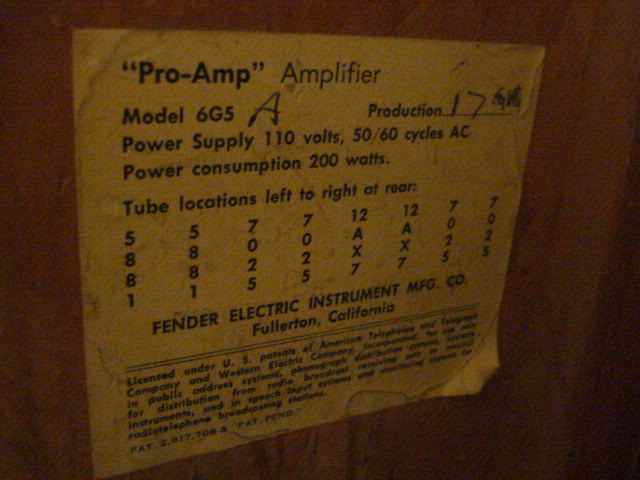 "Pro-Amp" Amplifier
Model 6G5 A Production 17
Power Supply 110 volts, 50/60 cycles AC
Power consumption 200 watts.
Tube locations left to right at rear:
5 5 7 7 12 12 7 7
8 8 0 0 A A 0 0
8 8 2 2 X X 2 2
1 1 5 5 7 7 5 5
FENDER ELECTRIC INSTRUMENT MFG. CO.
Fullerton, California
Licensed under U. S. patents of American Telephone and Telegraph
Company and Western Electric Company, Incorporated, for use only
in public address systems, phonograph distribution systems, systems
for distribution from radio broadcast receiving sets or musical
instruments, and in speech input systems and monitoring systems for
radiotelephone broadcasting stations.
PAT. 2,817,708 & "PAT. PEND."